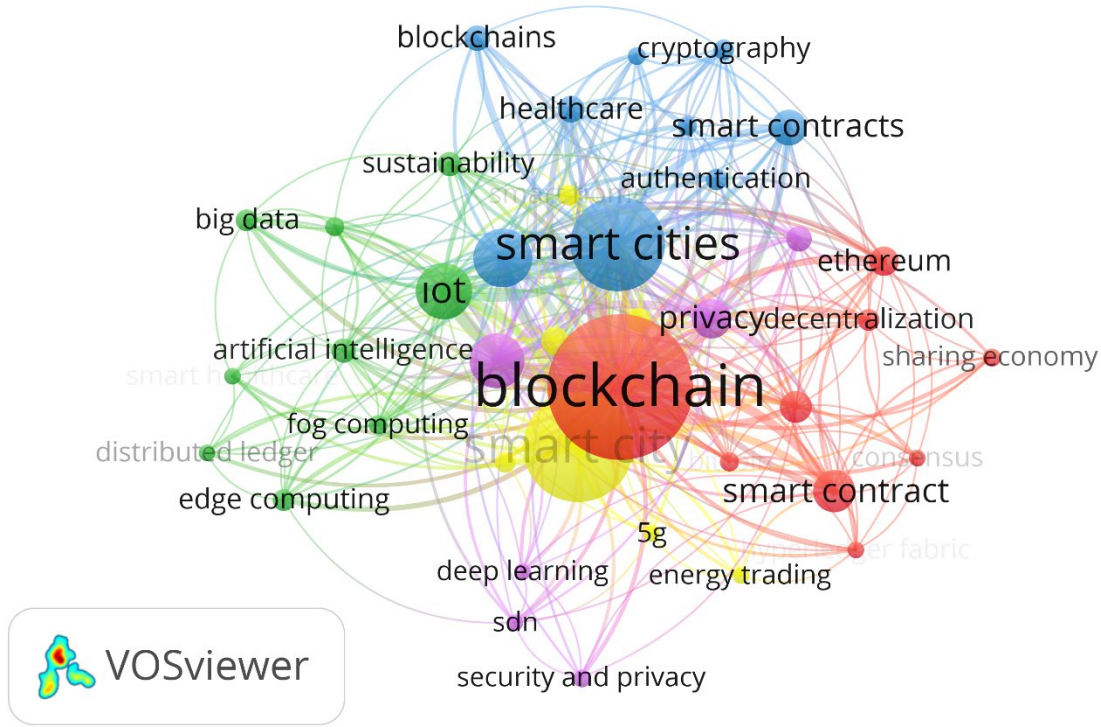 blockchains
cryptography
healthcare
smart contracts
sustainability
authentication
smart home
big data
smart cities
ethereum
iot
privacy
decentralization
artificial intelligence
sharing economy
smart healthcare
blockchain
fog computing
smart city
distributed ledger
consensus
edge computing
smart contract
5g
hyperledger fabric
deep learning
energy trading
sdn
security and privacy
VOSviewer